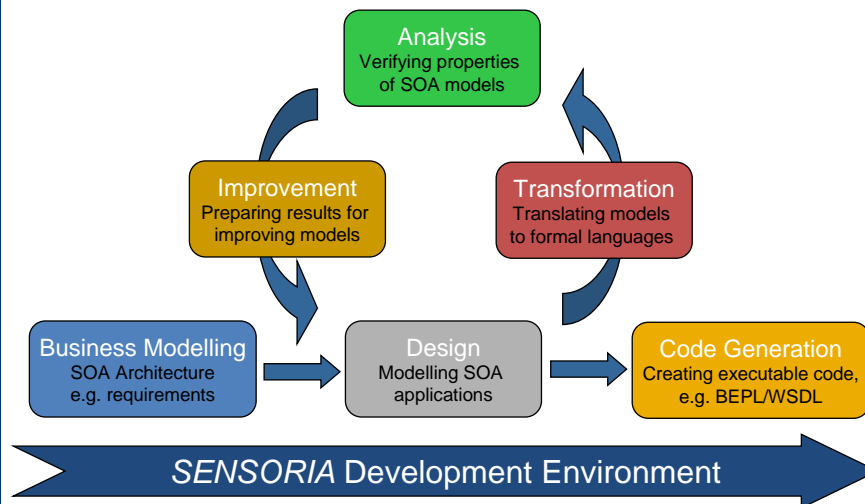 Analysis
Verifying properties
of SOA models
Improvement
Preparing results for
improving models
Transformation
Translating models
to formal languages
Business Modelling
SOA Architecture
e.g. requirements
Design
Modelling SOA
applications
Code Generation
Creating executable code,
e.g. BEPL/WSDL
SENSORIA Development Environment